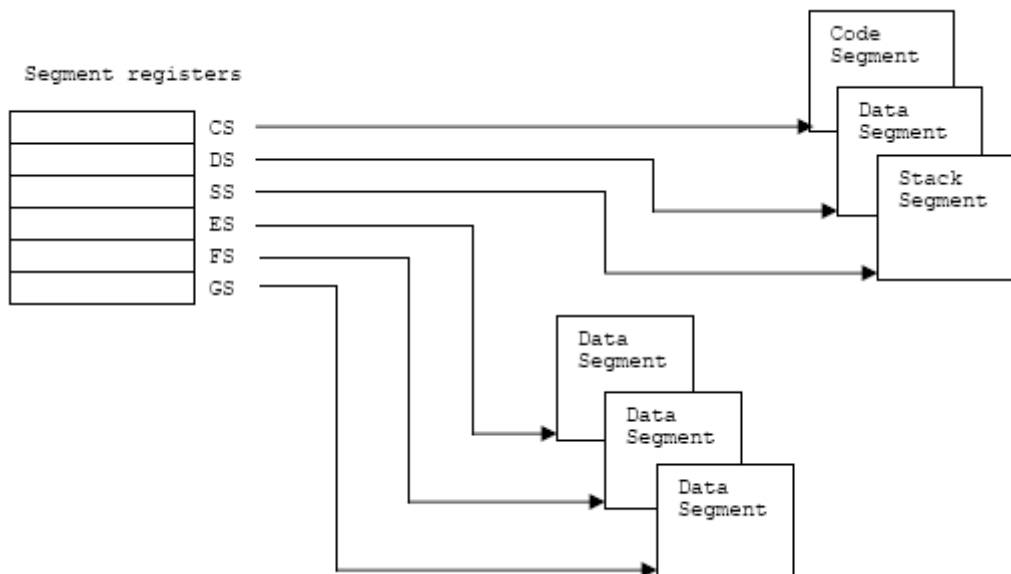 Segment registers
CS
DS
SS
ES
FS
GS
Code
Segment
Data
Segment
Stack
Segment
Data
Segment
Data
Segment
Data
Segment